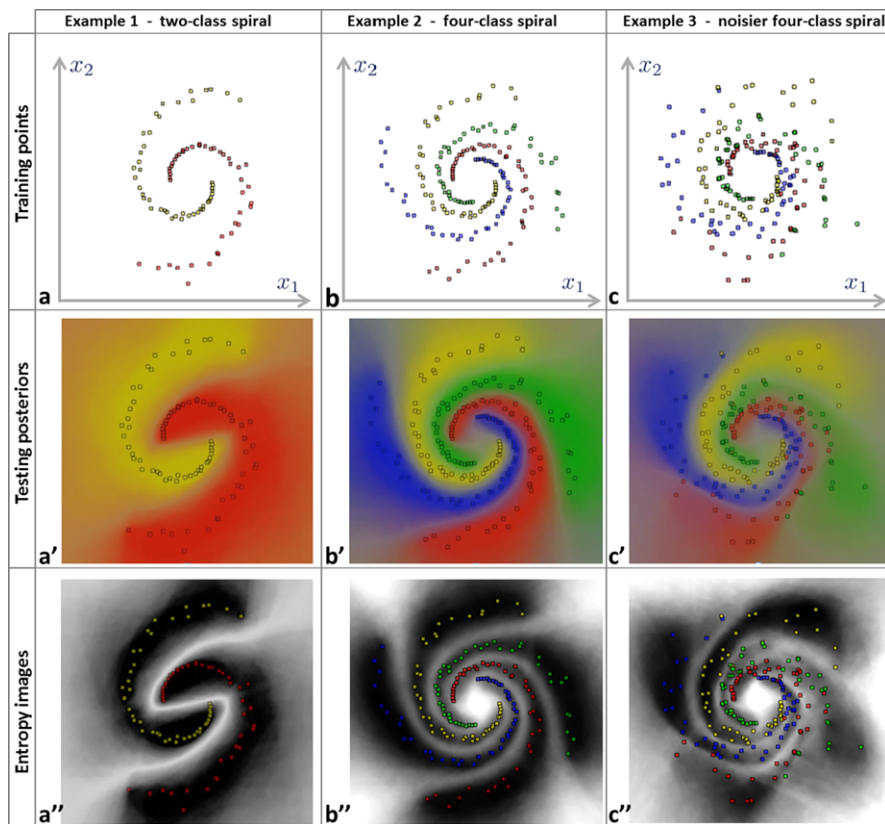 Example 1 - two-class spiral
Example 2 - four-class spiral
Example 3 - noisier four-class spiral
Training points
x2
x1
a
x2
x1
b
x2
x1
c
Testing posteriors
a'
b'
c'
Entropy images
a''
b''
c''